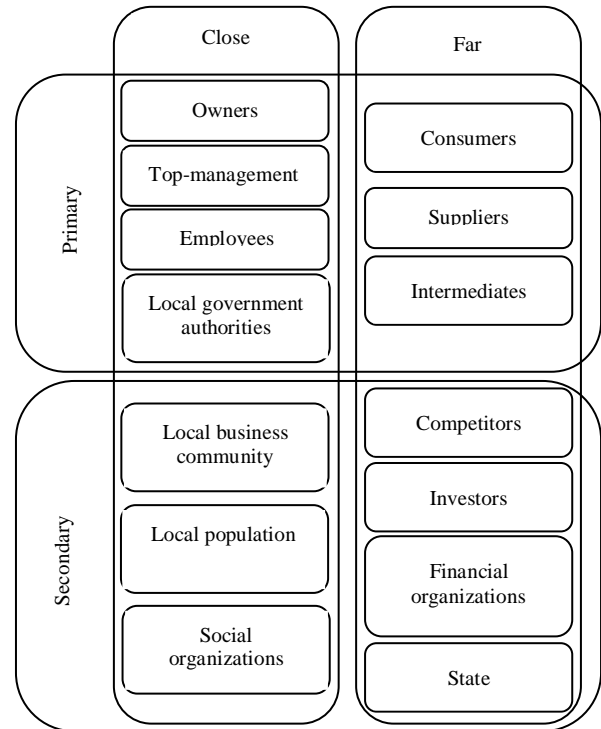 Close
Far
Primary
Owners
Top-management
Employees
Local government
authorities
Consumers
Suppliers
Intermediates
Secondary
Local business
community
Local population
Social
organizations
Competitors
Investors
Financial
organizations
State